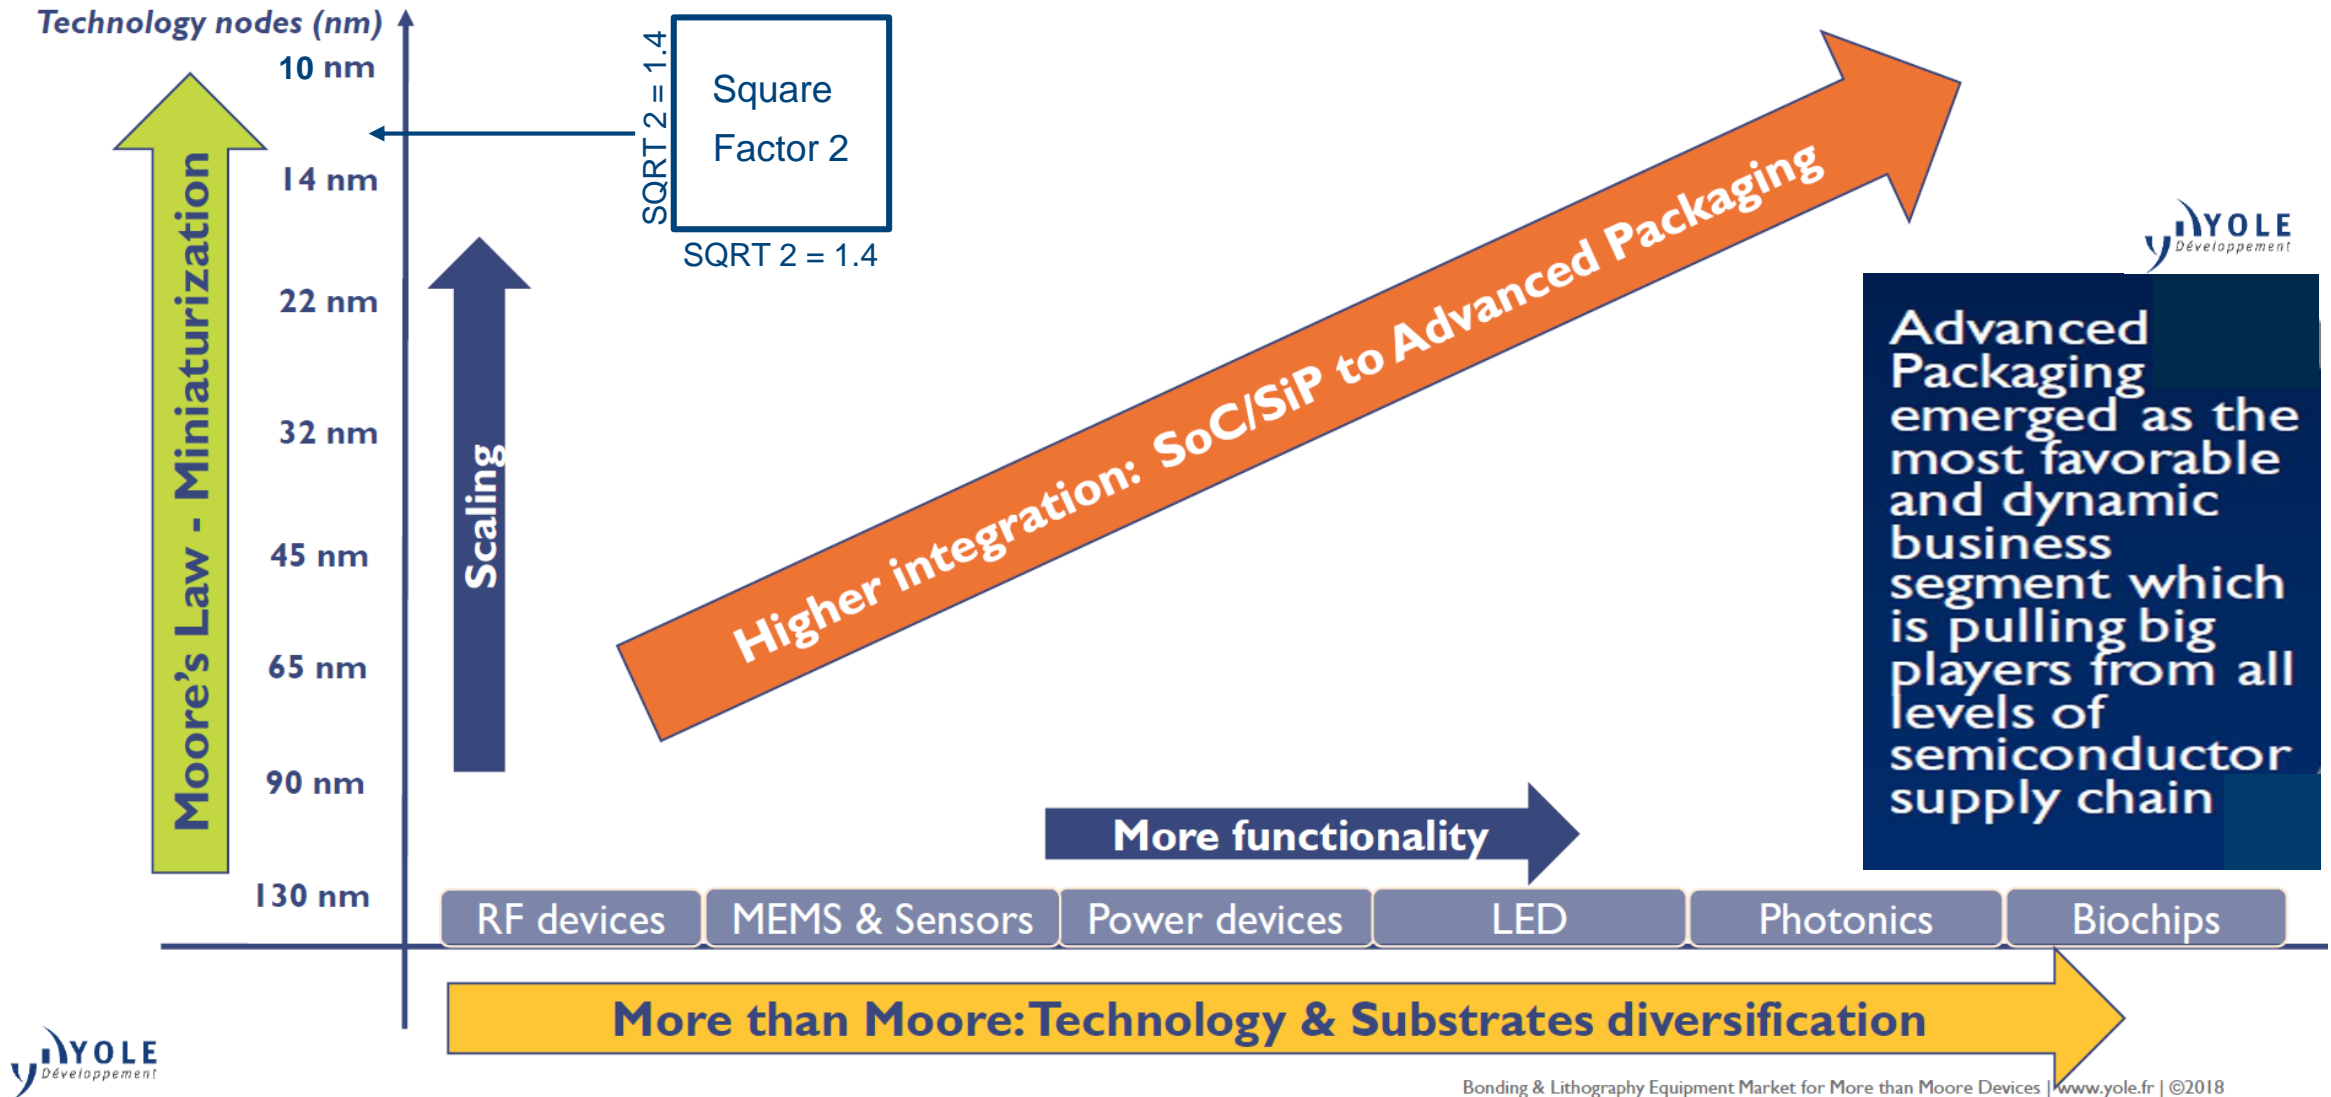 Technology nodes (nm)
10 nm
14 nm
22 nm
32 nm
45 nm
65 nm
90 nm
130 nm
Moore's Law - Miniaturization
Scaling
SQRT 2 = 1.4
Square
Factor 2
SQRT 2 = 1.4
Higher integration: SoC/SiP to Advanced Packaging
YOLE
Développement
Advanced
Packaging
emerged as the
most favorable
and dynamic
business
segment which
is pulling big
players from all
levels of
semiconductor
supply chain
More functionality
RF devices
MEMS & Sensors
Power devices
LED
Photonics
Biochips
More than Moore: Technology & Substrates diversification
YOLE
Développement
Bonding & Lithography Equipment Market for More than Moore Devices | www.yole.fr | ©2018